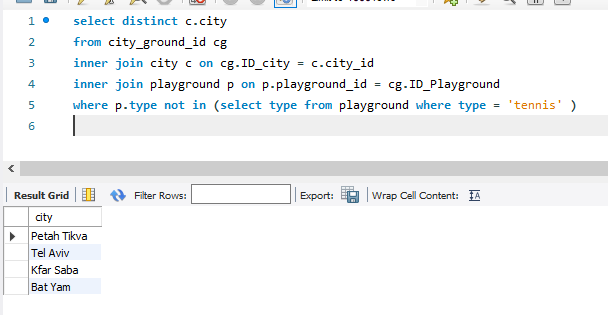 1 select distinct c.city
2 from city_ground_id cg
3 inner join city c on cg.ID_city = c.city_id
4 inner join playground p on p.playground_id = cg.ID_Playground
5 where p.type not in (select type from playground where type = 'tennis' )
6
Result Grid Filter Rows: Export: Wrap Cell Content:
city
Petah Tikva
Tel Aviv
Kfar Saba
Bat Yam